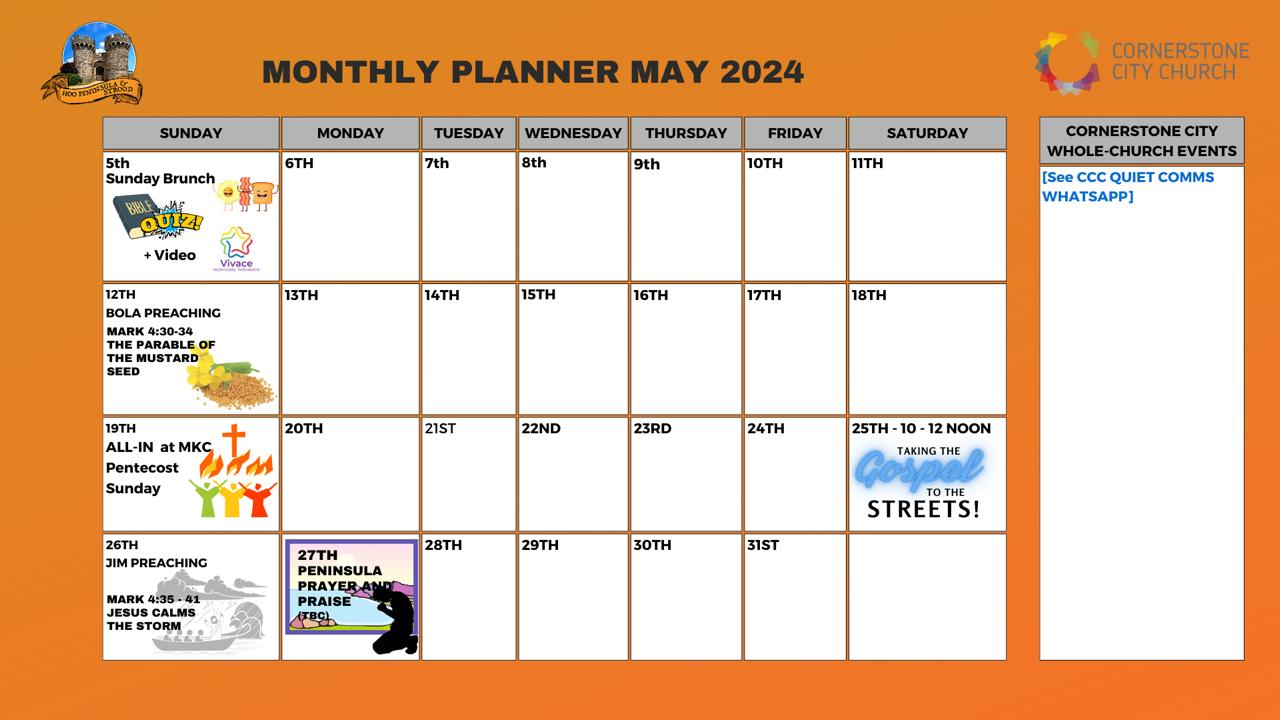 HOO PENINSULA &
STROOD
MONTHLY PLANNER MAY 2024
CORNERSTONE
CITY CHURCH
SUNDAY
MONDAY
TUESDAY
WEDNESDAY
THURSDAY
FRIDAY
SATURDAY
CORNERSTONE CITY
WHOLE-CHURCH EVENTS
[See CCC QUIET COMMS
WHATSAPP]
5th
Sunday Brunch
BIBLE
QUIZ!
+ Video
Vivace
INDIVIDUAL PATHWAYS
6TH
7th
8th
9th
10TH
11TH
12TH
BOLA PREACHING
MARK 4:30-34
THE PARABLE OF
THE MUSTARD
SEED
13TH
14TH
15TH
16TH
17TH
18TH
19TH
ALL-IN at MKC
Pentecost
Sunday
20TH
21ST
22ND
23RD
24TH
25TH - 10 - 12 NOON
TAKING THE
Gospel
TO THE
STREETS!
26TH
JIM PREACHING
MARK 4:35 - 41
JESUS CALMS
THE STORM
27TH
PENINSULA
PRAYER AND
PRAISE
(TBC)
28TH
29TH
30TH
31ST